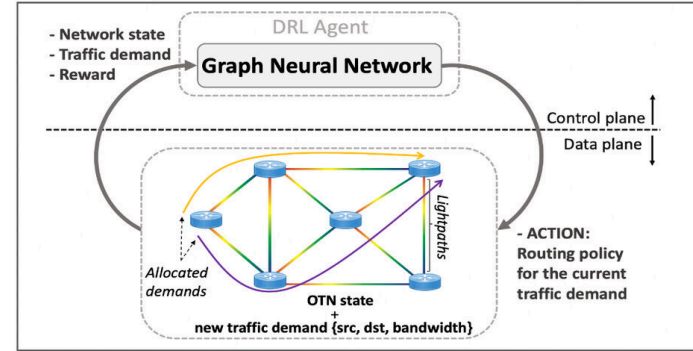 DRL Agent
- Network state
- Traffic demand
- Reward
Graph Neural Network
Control plane
Data plane
Lightpaths
Allocated
demands
- ACTION:
Routing policy
for the current
traffic demand
OTN state
+
new traffic demand {src, dst, bandwidth}